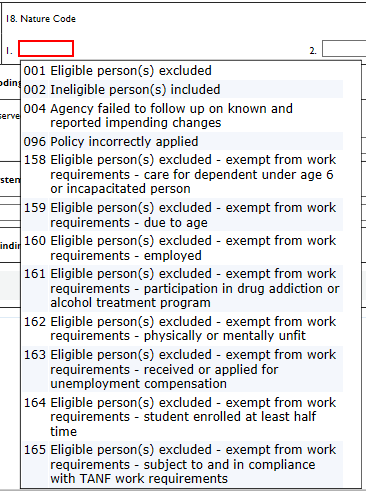 18. Nature Code
1.
2.
001 Eligible person(s) excluded
002 Ineligible person(s) included
004 Agency failed to follow up on known and
reported impending changes
096 Policy incorrectly applied
158 Eligible person(s) excluded - exempt from work
requirements - care for dependent under age 6
or incapacitated person
159 Eligible person(s) excluded - exempt from work
requirements - due to age
160 Eligible person(s) excluded - exempt from work
requirements - employed
161 Eligible person(s) excluded - exempt from work
requirements - participation in drug addiction or
alcohol treatment program
162 Eligible person(s) excluded - exempt from work
requirements - physically or mentally unfit
163 Eligible person(s) excluded - exempt from work
requirements - received or applied for
unemployment compensation
164 Eligible person(s) excluded - exempt from work
requirements - student enrolled at least half
time
165 Eligible person(s) excluded - exempt from work
requirements - subject to and in compliance
with TANF work requirements